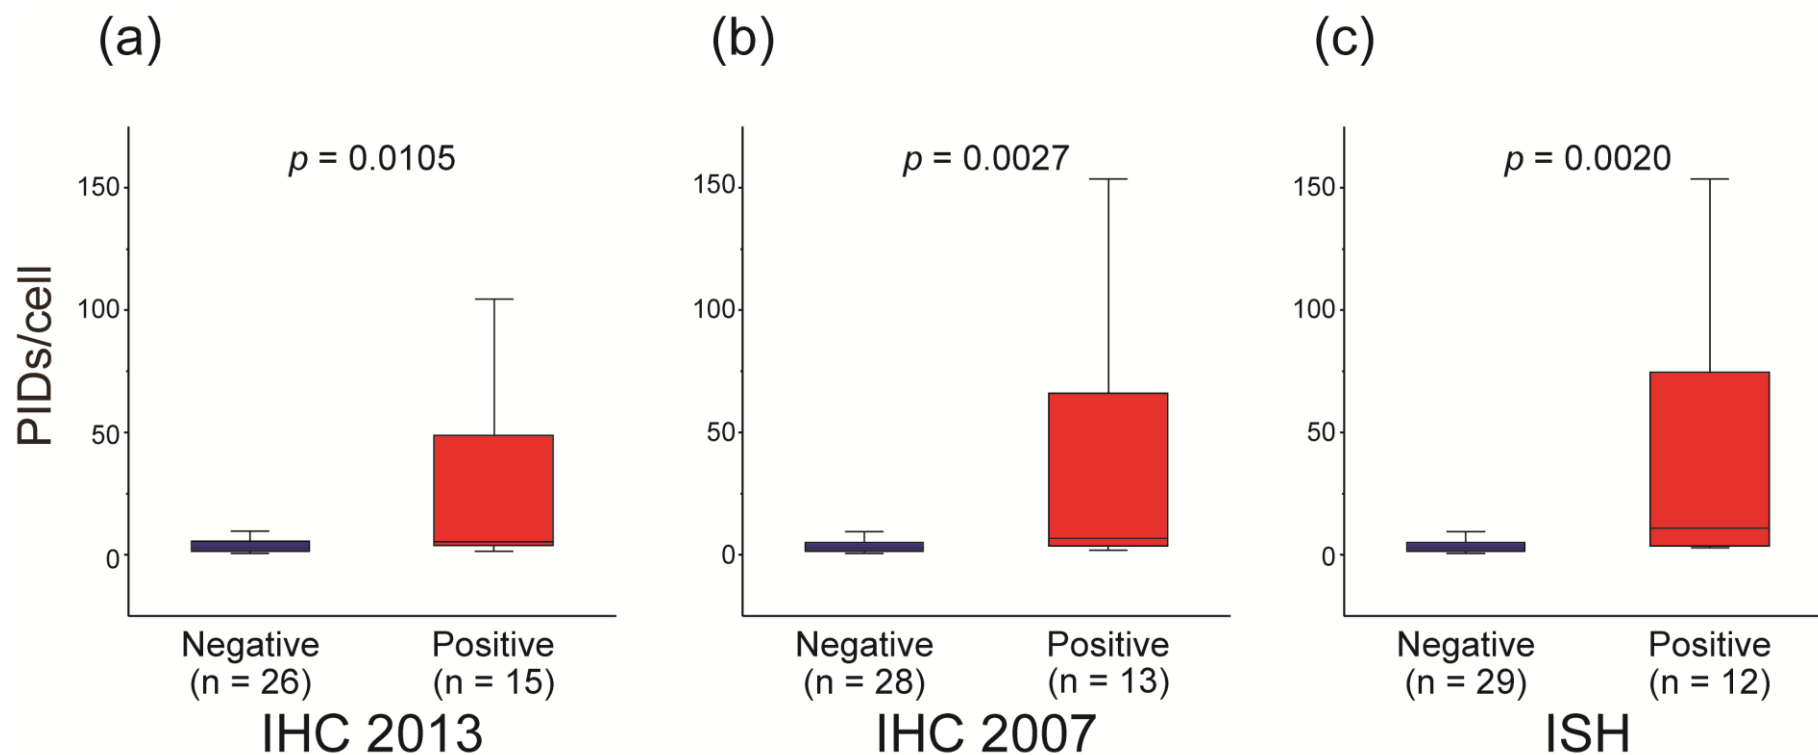 (a)
(b)
(c)
PIDs/cell
p = 0.0105
150
100
50
0
Negative
(n = 26)
Positive
(n = 15)
IHC 2013
p = 0.0027
150
100
50
0
Negative
(n = 28)
Positive
(n = 13)
IHC 2007
p = 0.0020
150
100
50
0
Negative
(n = 29)
Positive
(n = 12)
ISH